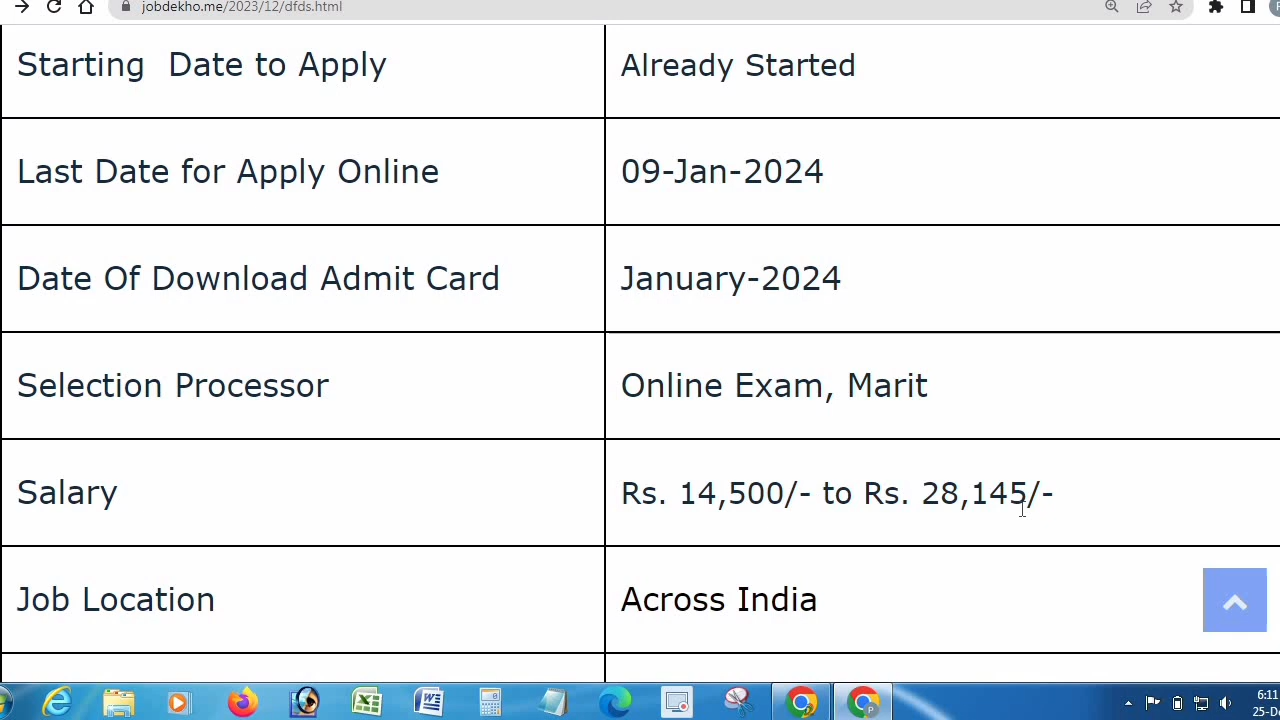 jobdekho.me/2023/12/dfds.html
Starting Date to Apply
Already Started
Last Date for Apply Online
09-Jan-2024
Date Of Download Admit Card
January-2024
Selection Processor
Online Exam, Marit
Salary
Rs. 14,500/- to Rs. 28,145/-
Job Location
Across India
6:11